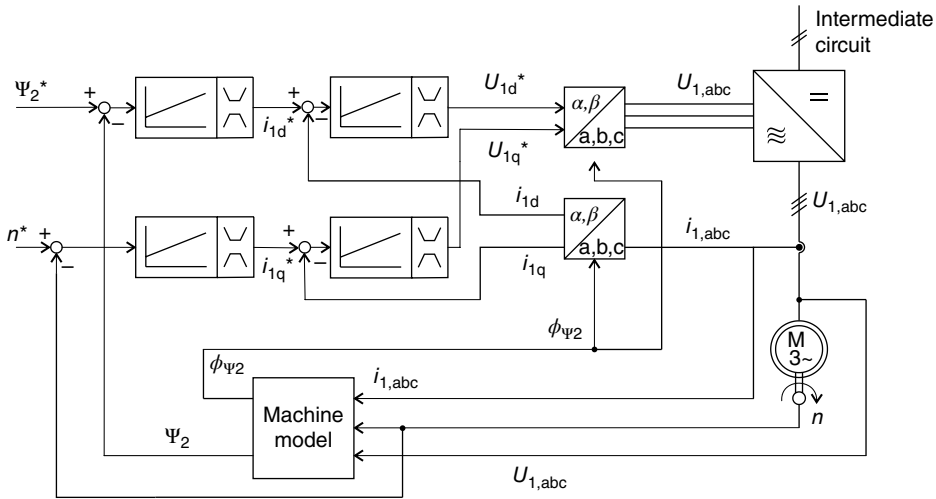 Intermediate
circuit
Ψ2*
+
−
i1d*
+
−
U1d*
U1q*
α,β
a,b,c
U1,abc
=
≈
U1,abc
n*
+
−
i1q*
+
−
i1d
i1q
α,β
a,b,c
i1,abc
ϕΨ2
ϕΨ2
M
3~
n
i1,abc
Machine
model
Ψ2
U1,abc